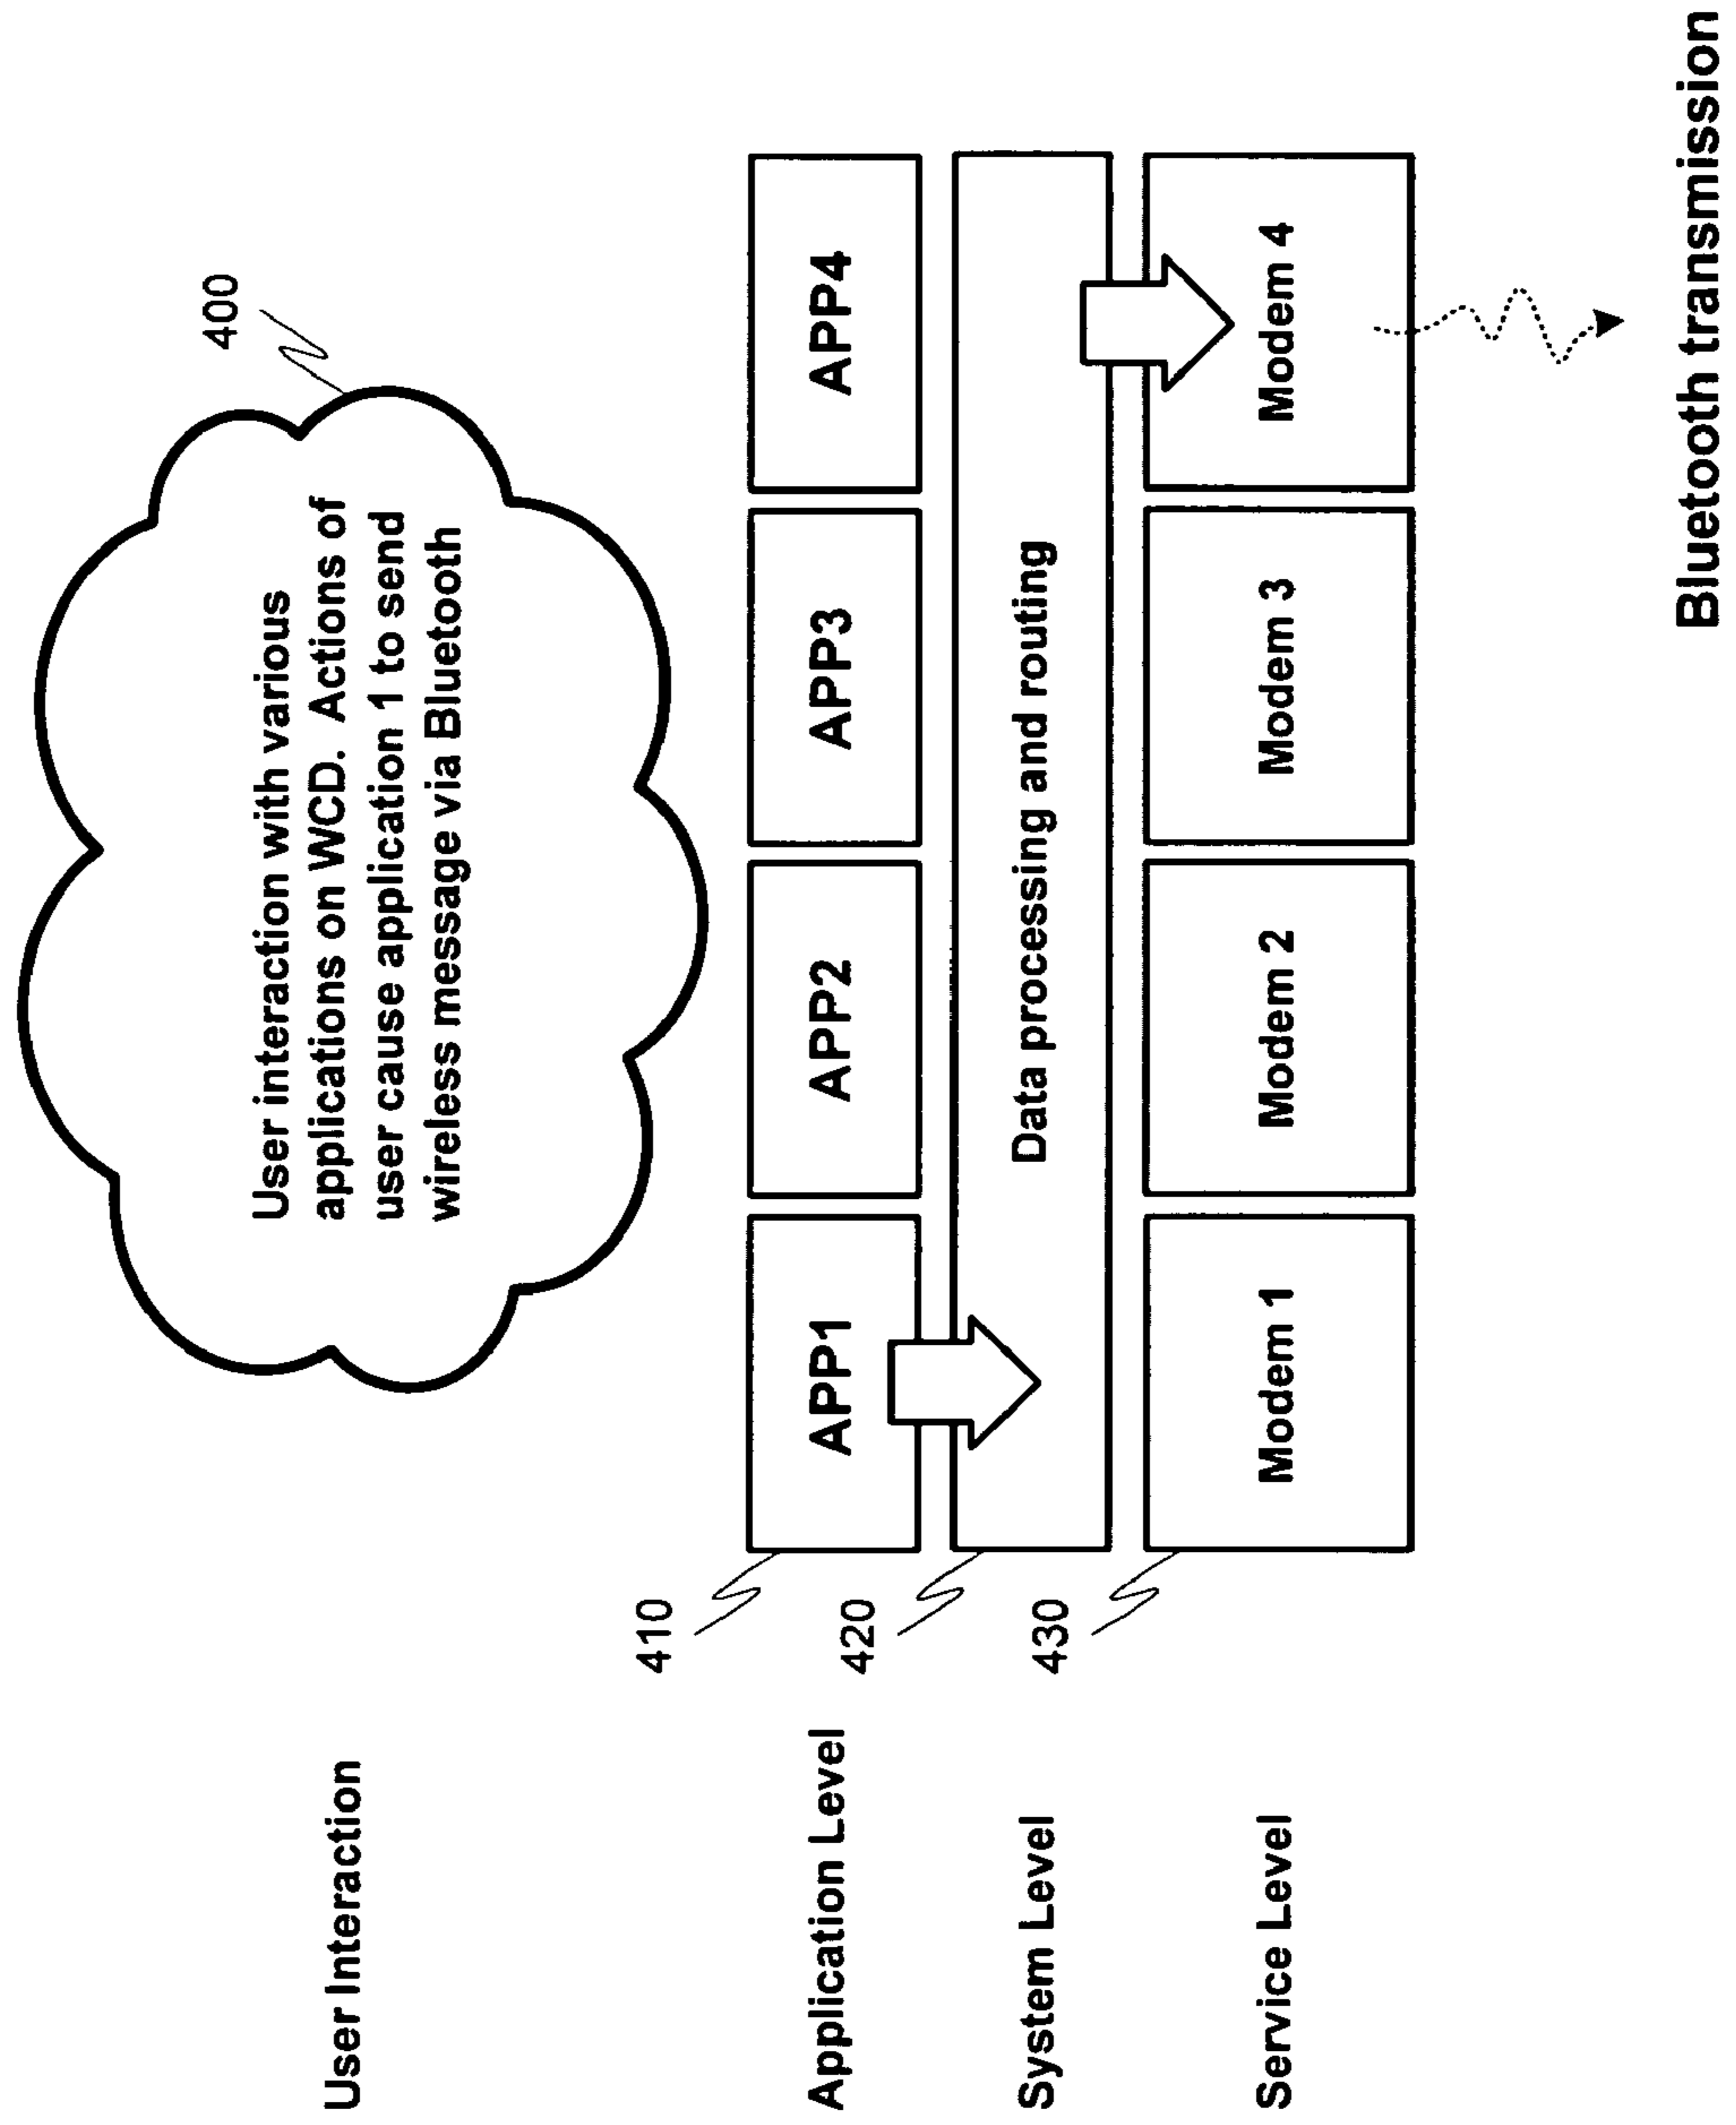 400
User interaction with various
applications on WCD. Actions of
user cause application 1 to send
wireless message via Bluetooth
User Interaction
410
Application Level
APP1
APP2
APP3
APP4
420
System Level
Data processing and routing
430
Service Level
Modem 1
Modem 2
Modem 3
Modem 4
Bluetooth transmission